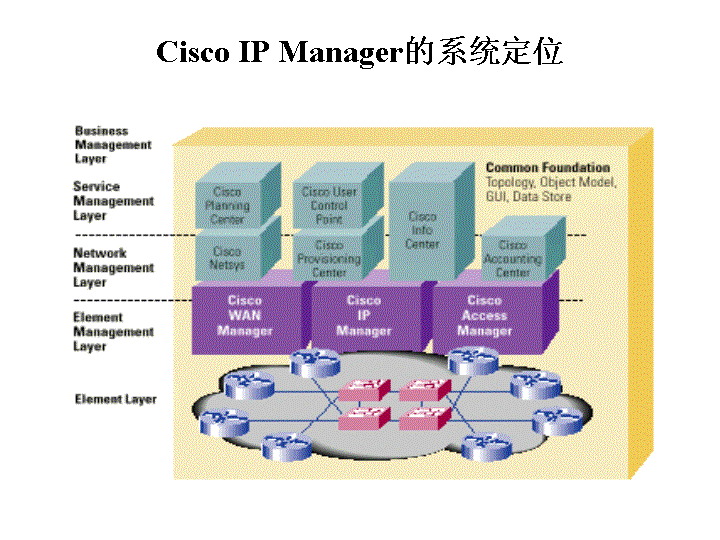 Cisco IP Manager的系统定位
Business
Management
Layer
Service
Management
Layer
Network
Management
Layer
Element
Management
Layer
Element Layer
Common Foundation
Topology, Object Model,
GUI, Data Store
Cisco
Planning
Center
Cisco User
Control
Point
Cisco
Info
Center
Cisco
Netsys
Cisco
Provisioning
Center
Cisco
Accounting
Center
Cisco
WAN
Manager
Cisco
IP
Manager
Cisco
Access
Manager